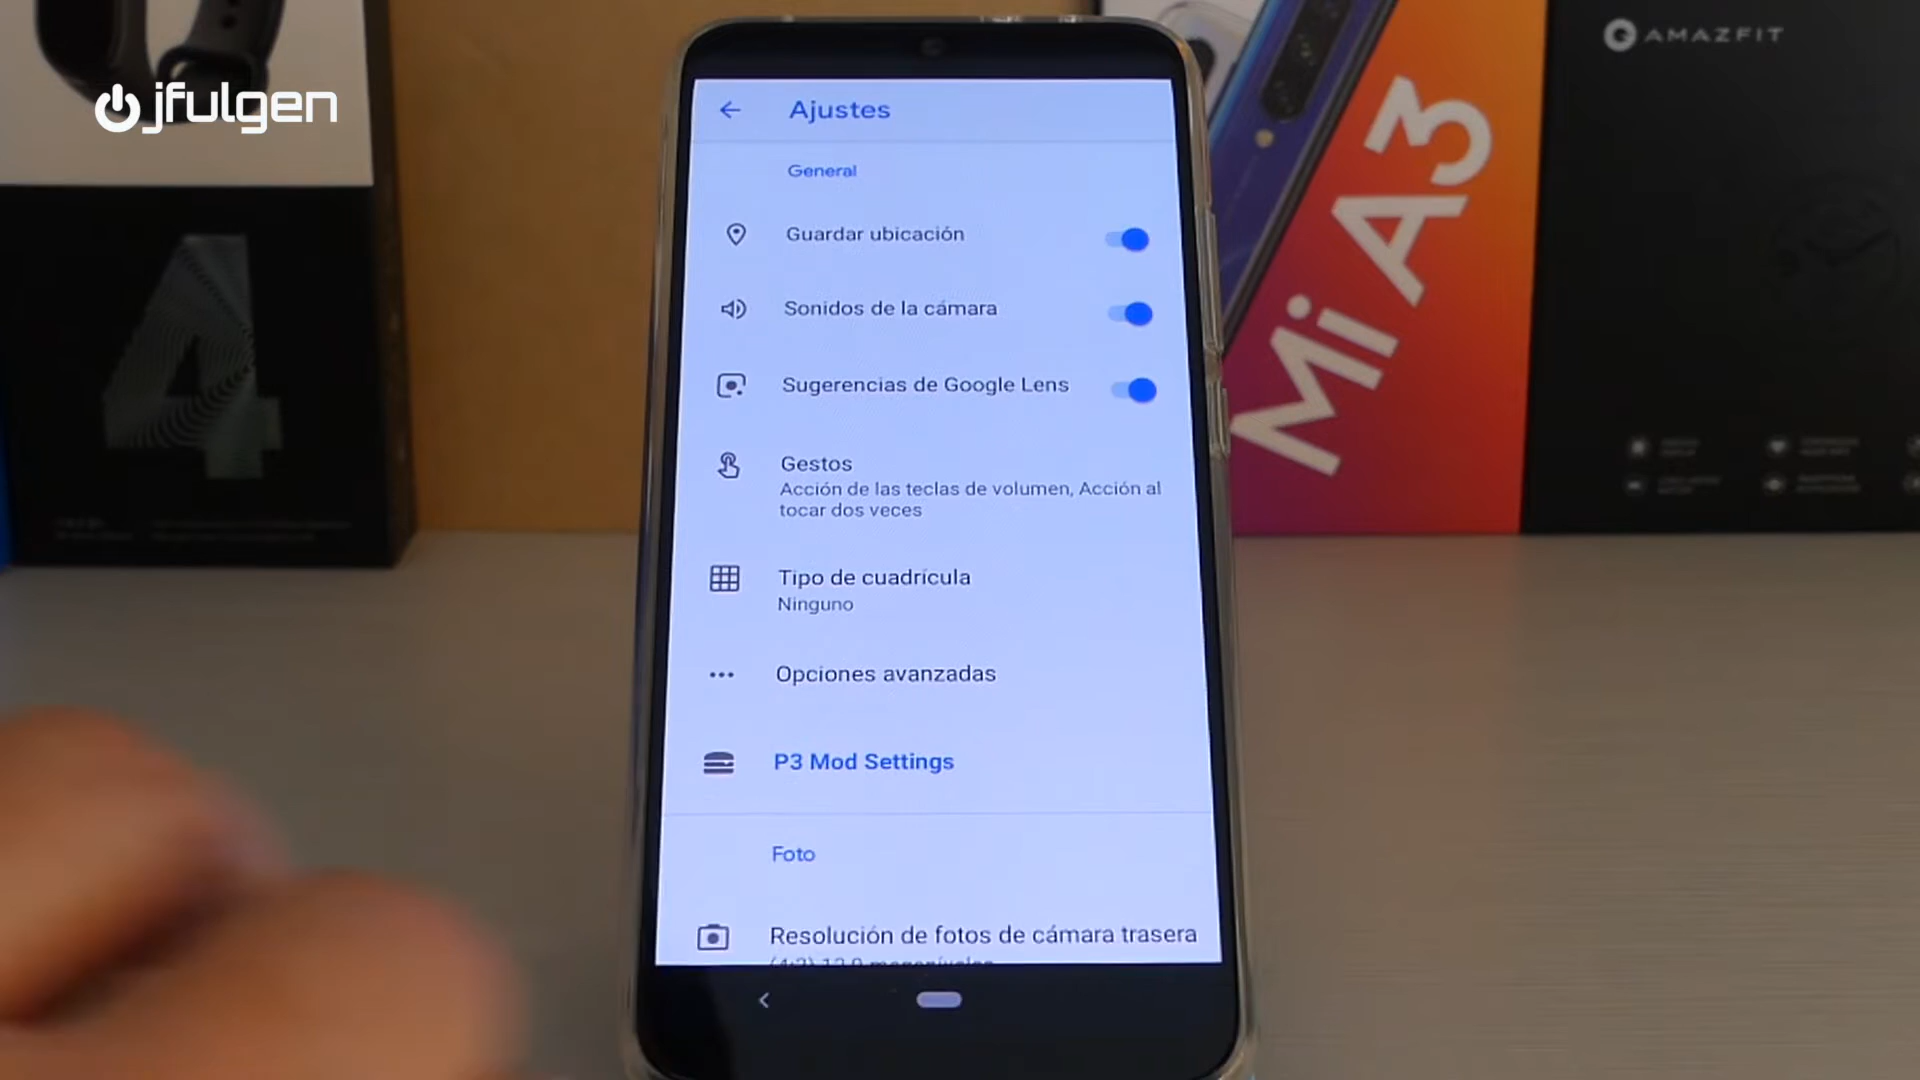 jfulgen
AMAZFIT
Mi A3
4
Ajustes
General
Guardar ubicación
Sonidos de la cámara
Sugerencias de Google Lens
Gestos
Acción de las teclas de volumen, Acción al
tocar dos veces
Tipo de cuadrícula
Ninguno
Opciones avanzadas
P3 Mod Settings
Foto
Resolución de fotos de cámara trasera